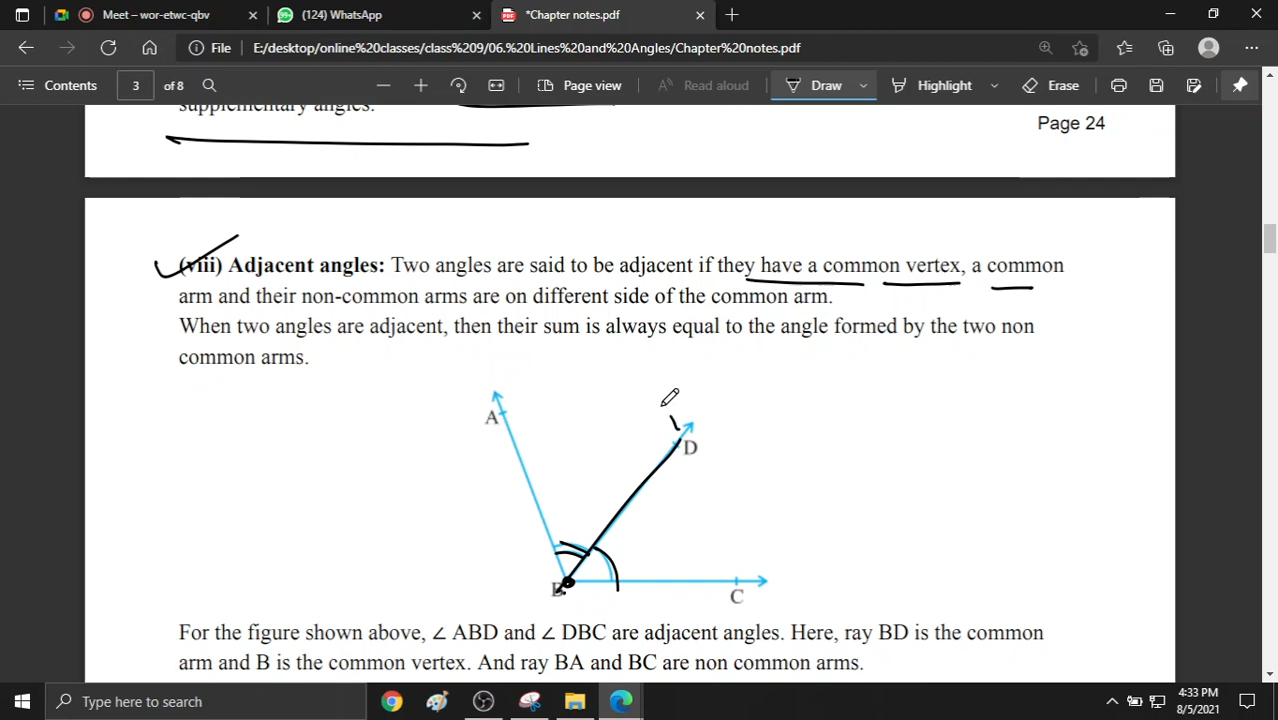 Meet – wor-etwc-qbv
(124) WhatsApp
*Chapter notes.pdf
File
E:/desktop/online%20classes/class%209/06.%20Lines%20and%20Angles/Chapter%20notes.pdf
Contents
3
of 8
Page view
Read aloud
Draw
Highlight
Erase
supplementary angles.
Page 24
(viii) Adjacent angles: Two angles are said to be adjacent if they have a common vertex, a common
arm and their non-common arms are on different side of the common arm.
When two angles are adjacent, then their sum is always equal to the angle formed by the two non
common arms.
A
D
B
C
For the figure shown above, ∠ ABD and ∠ DBC are adjacent angles. Here, ray BD is the common
arm and B is the common vertex. And ray BA and BC are non common arms.
Type here to search
4:33 PM
8/5/2021